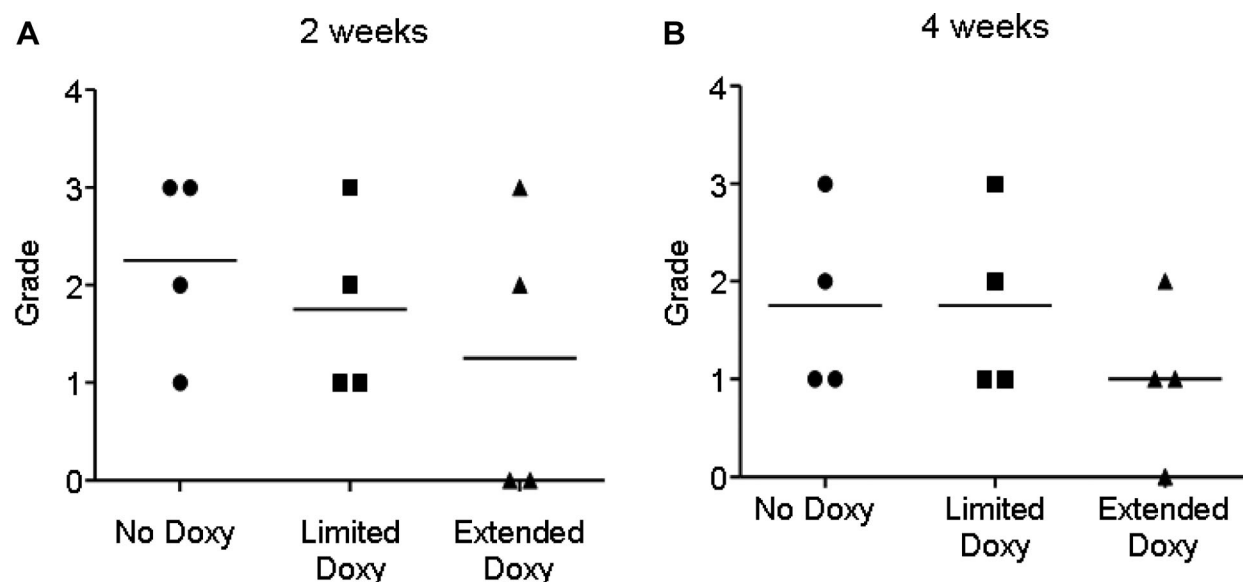 A
2 weeks
4
3
2
1
0
Grade
No Doxy
Limited
Doxy
Extended
Doxy
B
4 weeks
4
3
2
1
0
Grade
No Doxy
Limited
Doxy
Extended
Doxy